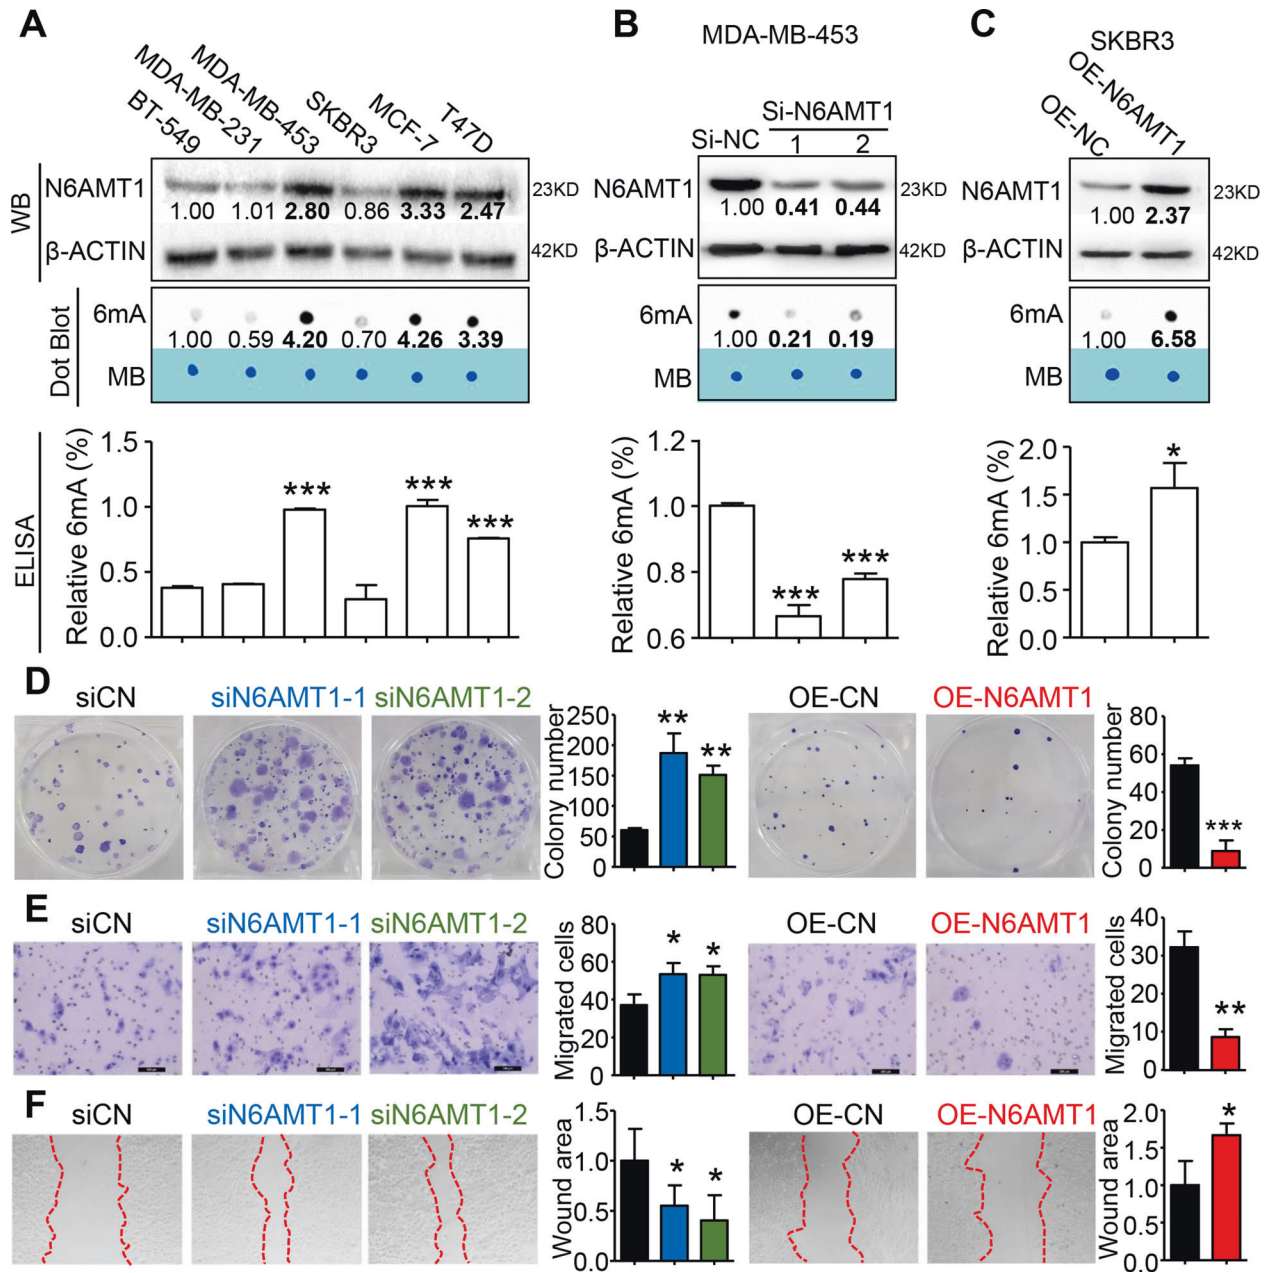 A
BT-549
MDA-MB-231
MDA-MB-453
SKBR3
MCF-7
T47D
WB
N6AMT1
1.00 1.01 2.80 0.86 3.33 2.47
23KD
β-ACTIN
42KD
Dot Blot
6mA
1.00 0.59 4.20 0.70 4.26 3.39
MB
ELISA
Relative 6mA (%)
1.5
1.0
0.5
0.0
***
***
***
B
MDA-MB-453
Si-N6AMT1
Si-NC 1 2
N6AMT1
1.00 0.41 0.44
23KD
β-ACTIN
42KD
6mA
1.00 0.21 0.19
MB
Relative 6mA (%)
1.2
1.0
0.8
0.6
***
***
C
SKBR3
OE-NC
OE-N6AMT1
N6AMT1
1.00 2.37
23KD
β-ACTIN
42KD
6mA
1.00 6.58
MB
Relative 6mA (%)
2.0
1.5
1.0
0.5
0.0
*
D
siCN siN6AMT1-1 siN6AMT1-2
Colony number
250
200
150
100
50
0
**
**
OE-CN OE-N6AMT1
Colony number
80
60
40
20
0
***
E
siCN siN6AMT1-1 siN6AMT1-2
Migrated cells
80
60
40
20
0
*
*
OE-CN OE-N6AMT1
Migrated cells
40
30
20
10
0
**
F
siCN siN6AMT1-1 siN6AMT1-2
Wound area
1.5
1.0
0.5
0.0
*
*
OE-CN OE-N6AMT1
Wound area
2.0
1.5
1.0
0.5
0.0
*